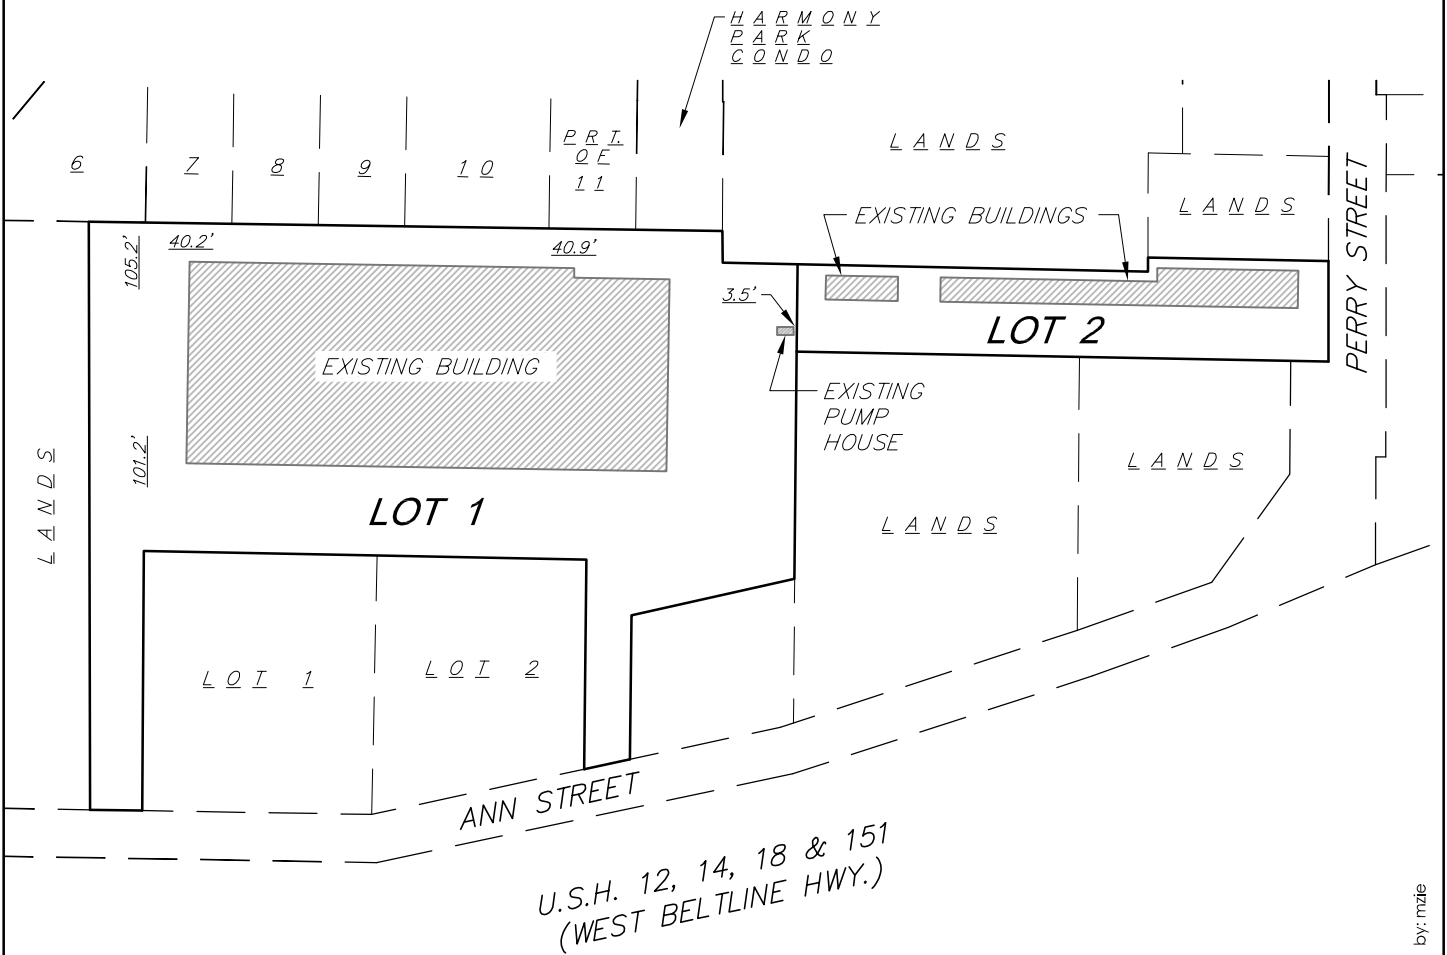 HARMONY
PARK
CONDO
6
7
8
9
10
PRT.
OF
11
LANDS
LANDS
PERRY STREET
EXISTING BUILDINGS
40.2'
40.9'
105.2'
3.5'
LOT 2
EXISTING BUILDING
EXISTING
PUMP
HOUSE
101.2'
LANDS
LANDS
LANDS
LOT 1
LOT 1
LOT 2
ANN STREET
U.S.H. 12, 14, 18 & 151
(WEST BELTLINE HWY.)
by: mzie